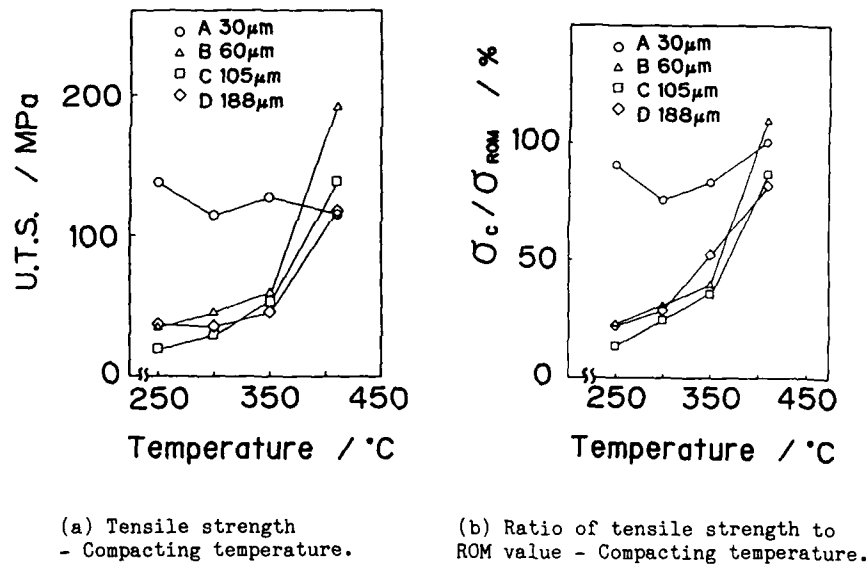 ○ A 30μm
△ B 60μm
□ C 105μm
◇ D 188μm
U.T.S. / MPa
200
100
0
250 350 450
Temperature / °C
(a) Tensile strength
- Compacting temperature.
○ A 30μm
△ B 60μm
□ C 105μm
◇ D 188μm
σc/σROM / %
100
50
0
250 350 450
Temperature / °C
(b) Ratio of tensile strength to
ROM value - Compacting temperature.